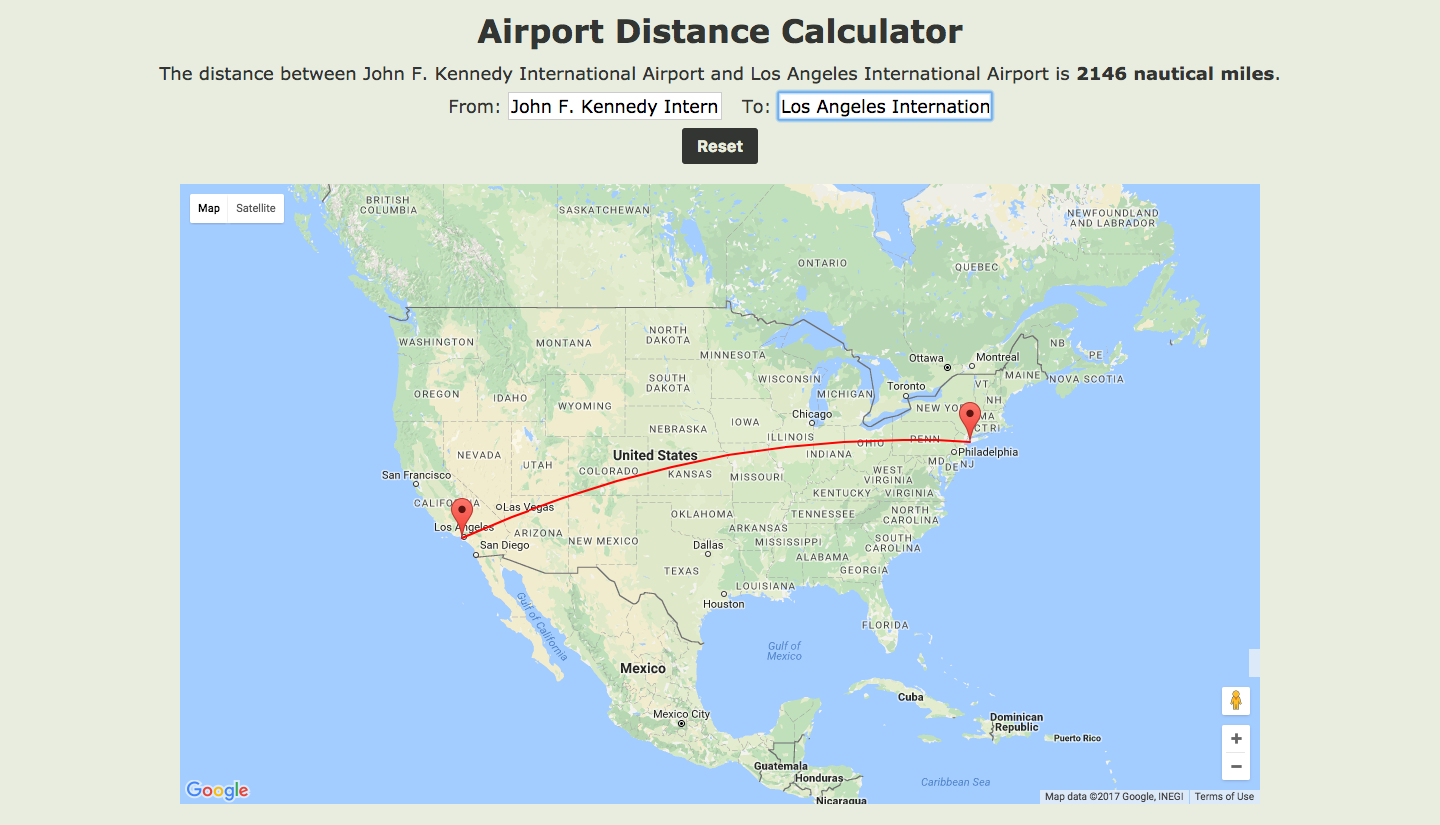 Airport Distance Calculator
The distance between John F. Kennedy International Airport and Los Angeles International Airport is 2146 nautical miles.
From: John F. Kennedy Intern To: Los Angeles Internation
Reset
Map Satellite
BRITISH
COLUMBIA
SASKATCHEWAN
NEWFOUNDLAND
AND LABRADOR
ONTARIO
QUEBEC
WASHINGTON
MONTANA
NORTH
DAKOTA
MINNESOTA
Ottawa
Montreal
NB
PE
MAINE
NOVA SCOTIA
OREGON
IDAHO
WYOMING
SOUTH
DAKOTA
WISCONSIN
MICHIGAN
Toronto
VT
NH
NEW YO
MA
CT RI
Chicago
IOWA
NEBRASKA
ILLINOIS
INDIANA
OHIO
PENN
Philadelphia
MD
DE
NJ
NEVADA
UTAH
COLORADO
United States
KANSAS
MISSOURI
WEST
VIRGINIA
KENTUCKY
VIRGINIA
San Francisco
CALIFORNIA
Las Vegas
Los Angeles
San Diego
ARIZONA
NEW MEXICO
OKLAHOMA
ARKANSAS
TENNESSEE
NORTH
CAROLINA
MISSISSIPPI
SOUTH
CAROLINA
Dallas
ALABAMA
GEORGIA
TEXAS
LOUISIANA
Houston
FLORIDA
Gulf of California
Gulf of
Mexico
Mexico
Mexico City
Cuba
Dominican
Republic
Puerto Rico
Guatemala
Honduras
Nicaragua
Caribbean Sea
Google
Map data ©2017 Google, INEGI Terms of Use